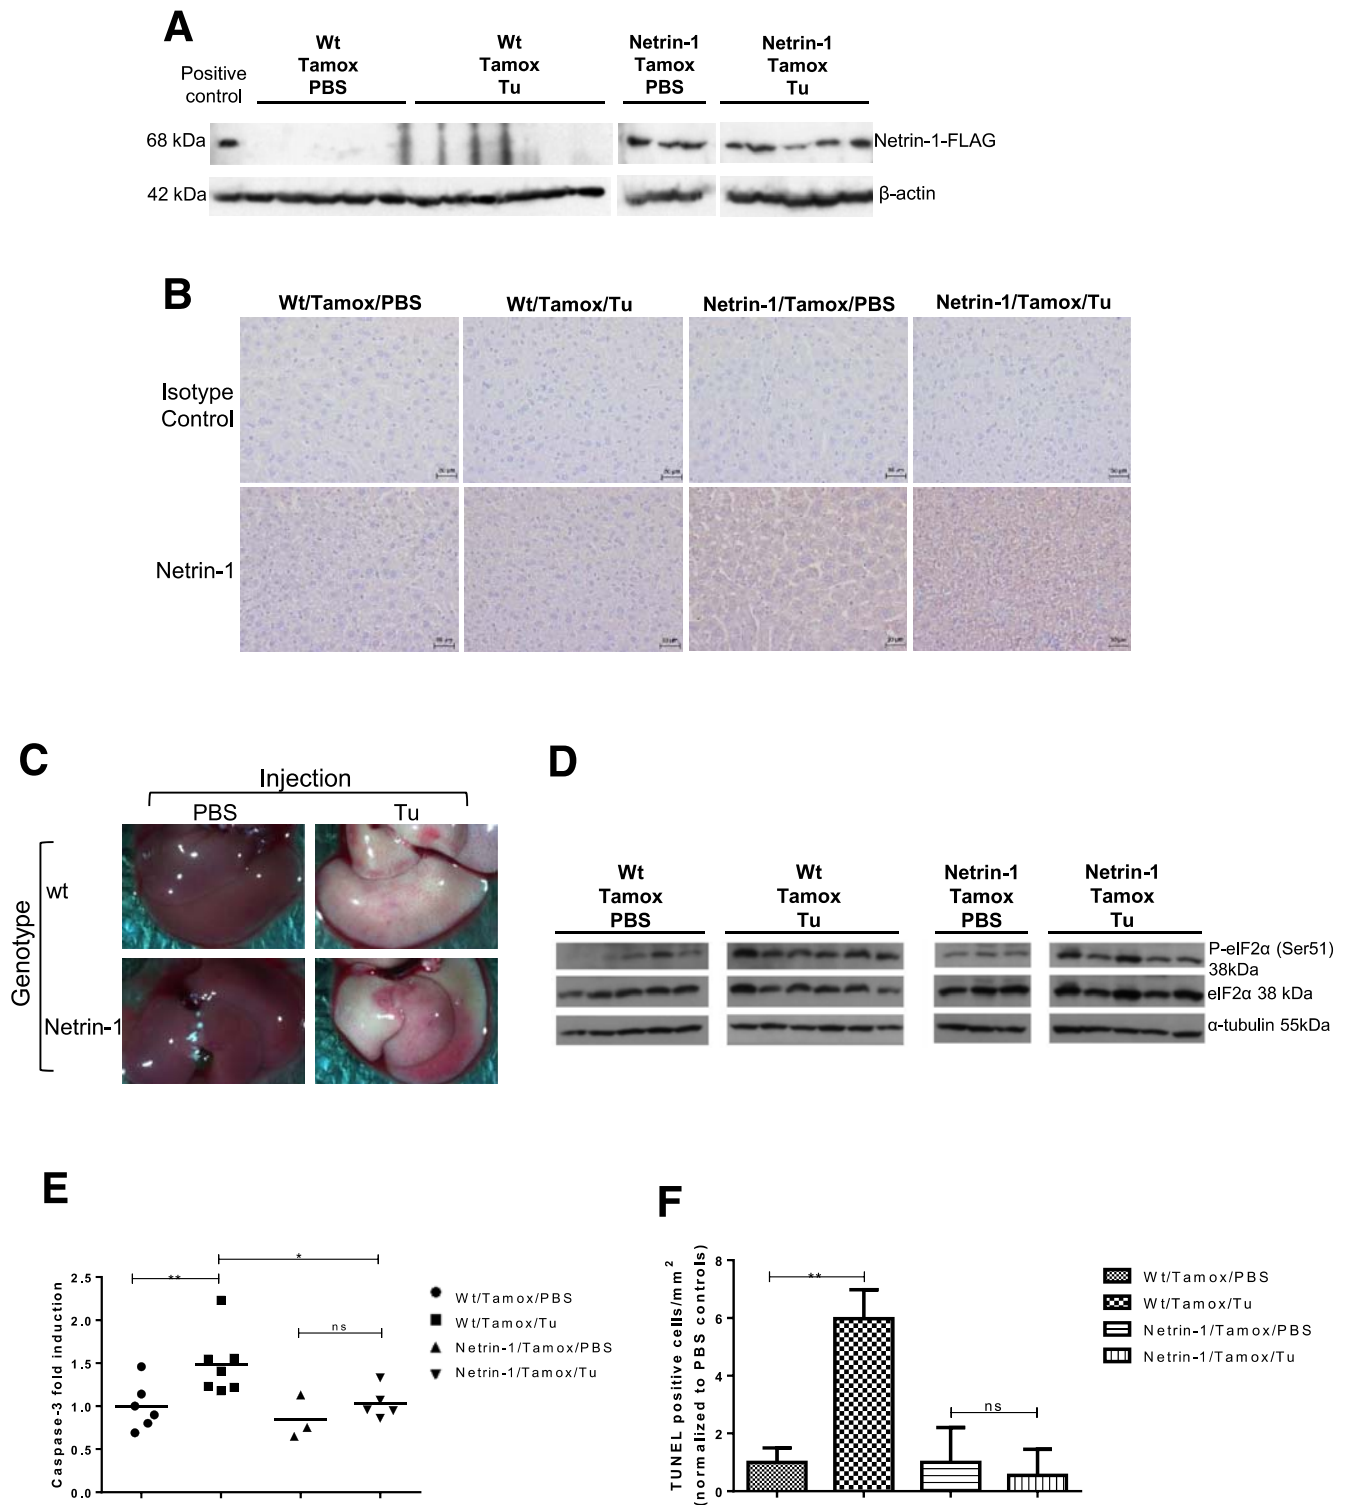 A
Positive
control
Wt
Tamox
PBS
Wt
Tamox
Tu
Netrin-1
Tamox
PBS
Netrin-1
Tamox
Tu
68 kDa
Netrin-1-FLAG
42 kDa
β-actin
B
Wt/Tamox/PBS
Wt/Tamox/Tu
Netrin-1/Tamox/PBS
Netrin-1/Tamox/Tu
Isotype
Control
Netrin-1
C
Injection
PBS
Tu
Genotype
wt
Netrin-1
D
Wt
Tamox
PBS
Wt
Tamox
Tu
Netrin-1
Tamox
PBS
Netrin-1
Tamox
Tu
P-eIF2α (Ser51)
38kDa
eIF2α 38 kDa
α-tubulin 55kDa
E
Caspase-3 fold induction
2.5
2.0
1.5
1.0
0.5
0.0
**
*
ns
Wt/Tamox/PBS
Wt/Tamox/Tu
Netrin-1/Tamox/PBS
Netrin-1/Tamox/Tu
F
TUNEL positive cells/mm²
(normalized to PBS controls)
8
6
4
2
0
**
ns
Wt/Tamox/PBS
Wt/Tamox/Tu
Netrin-1/Tamox/PBS
Netrin-1/Tamox/Tu